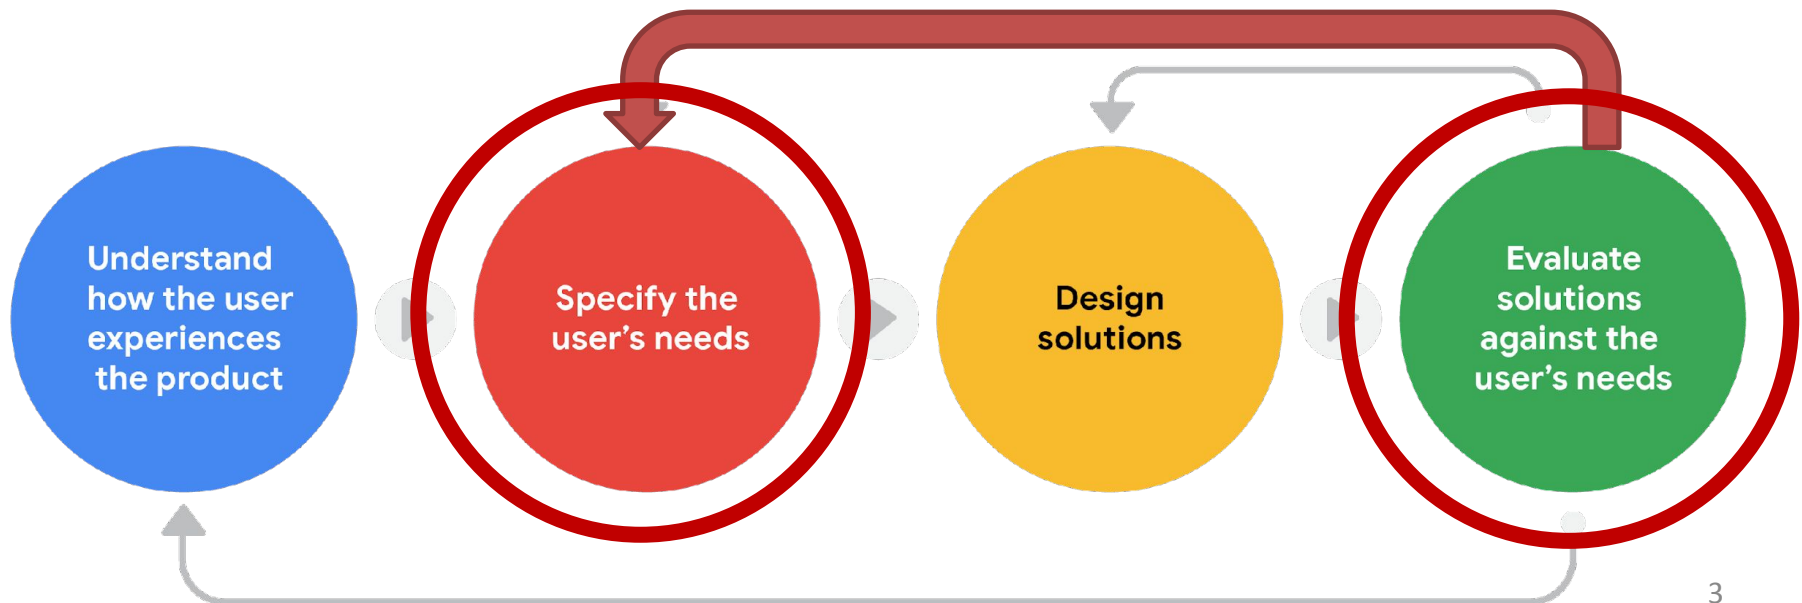 Understand
how the user
experiences
the product
Specify the
user's needs
Design
solutions
Evaluate
solutions
against the
user's needs
3